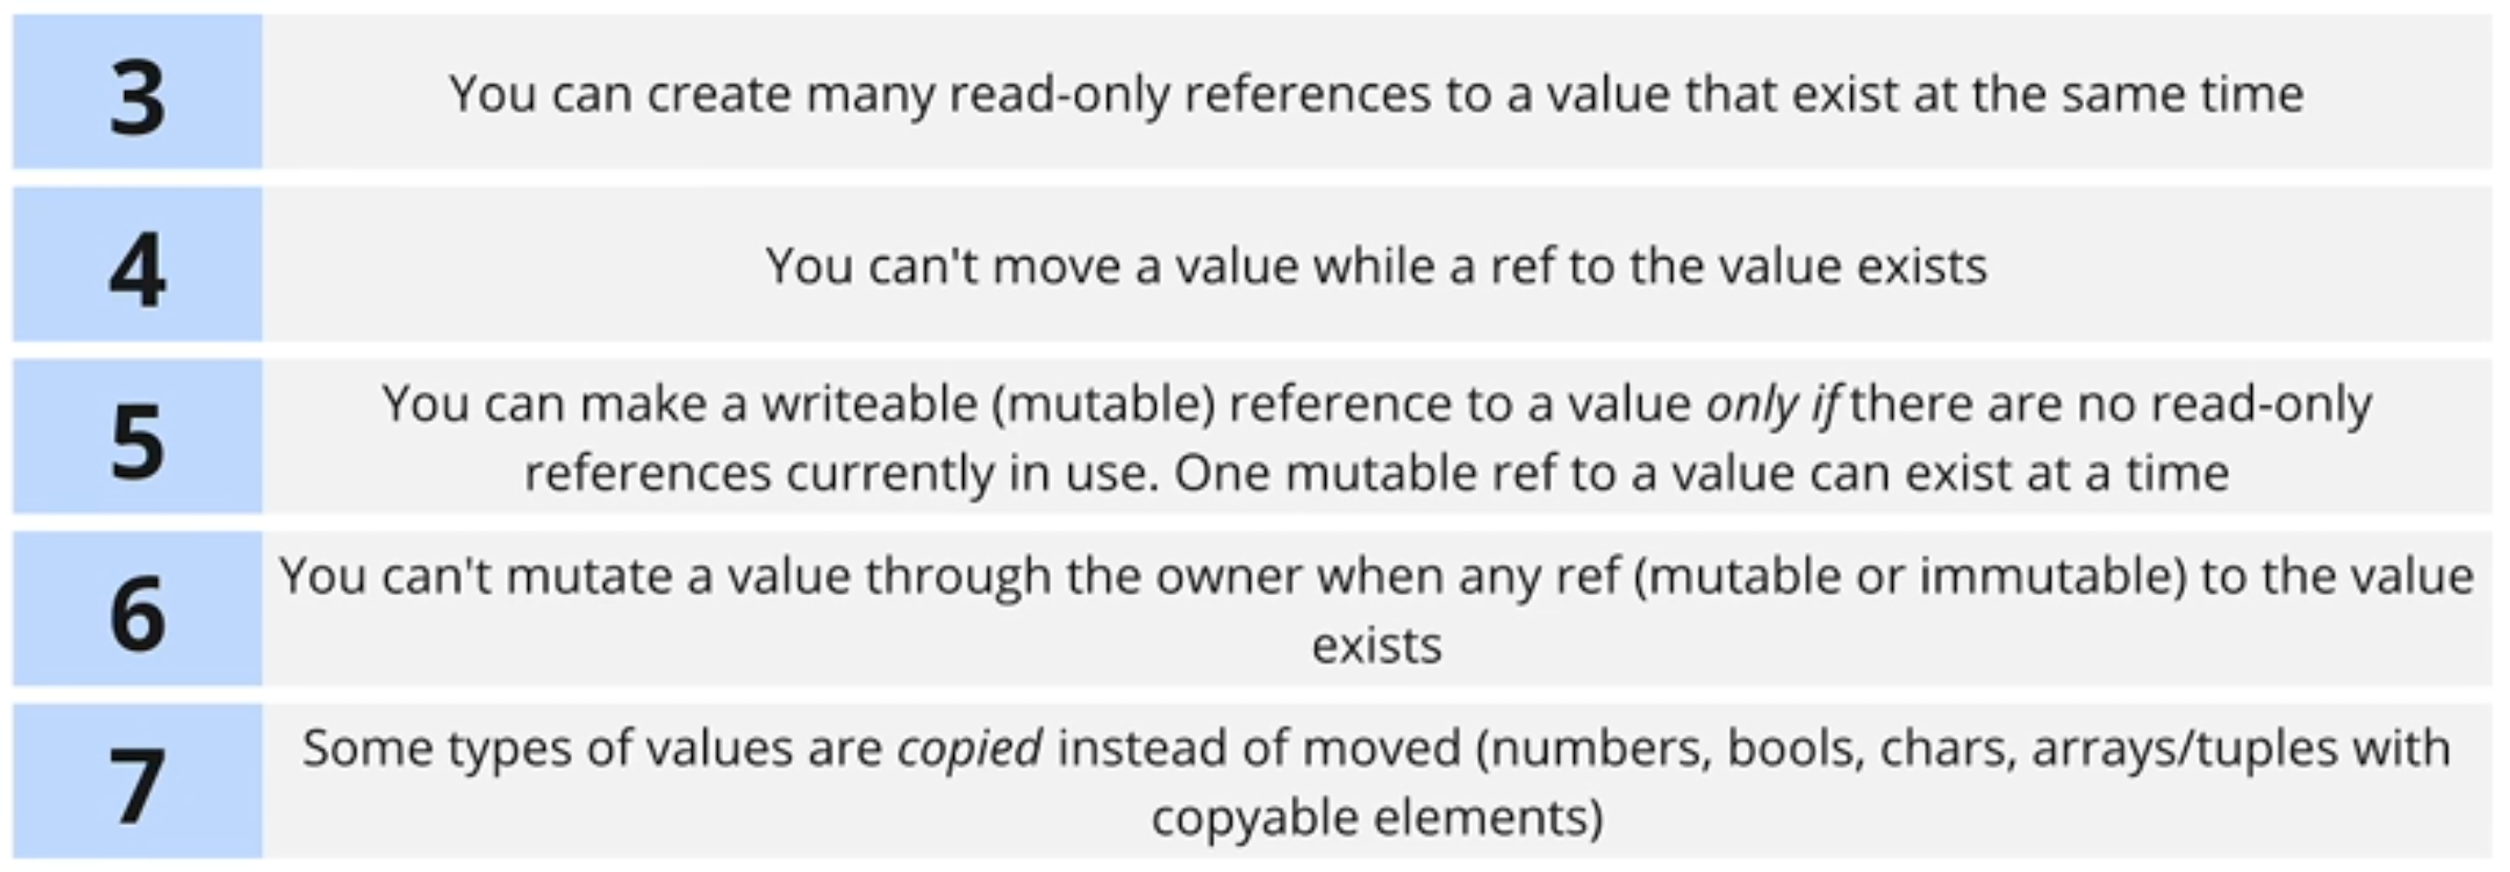 3
You can create many read-only references to a value that exist at the same time
4
You can't move a value while a ref to the value exists
5
You can make a writeable (mutable) reference to a value only if there are no read-only
references currently in use. One mutable ref to a value can exist at a time
6
You can't mutate a value through the owner when any ref (mutable or immutable) to the value
exists
7
Some types of values are copied instead of moved (numbers, bools, chars, arrays/tuples with
copyable elements)